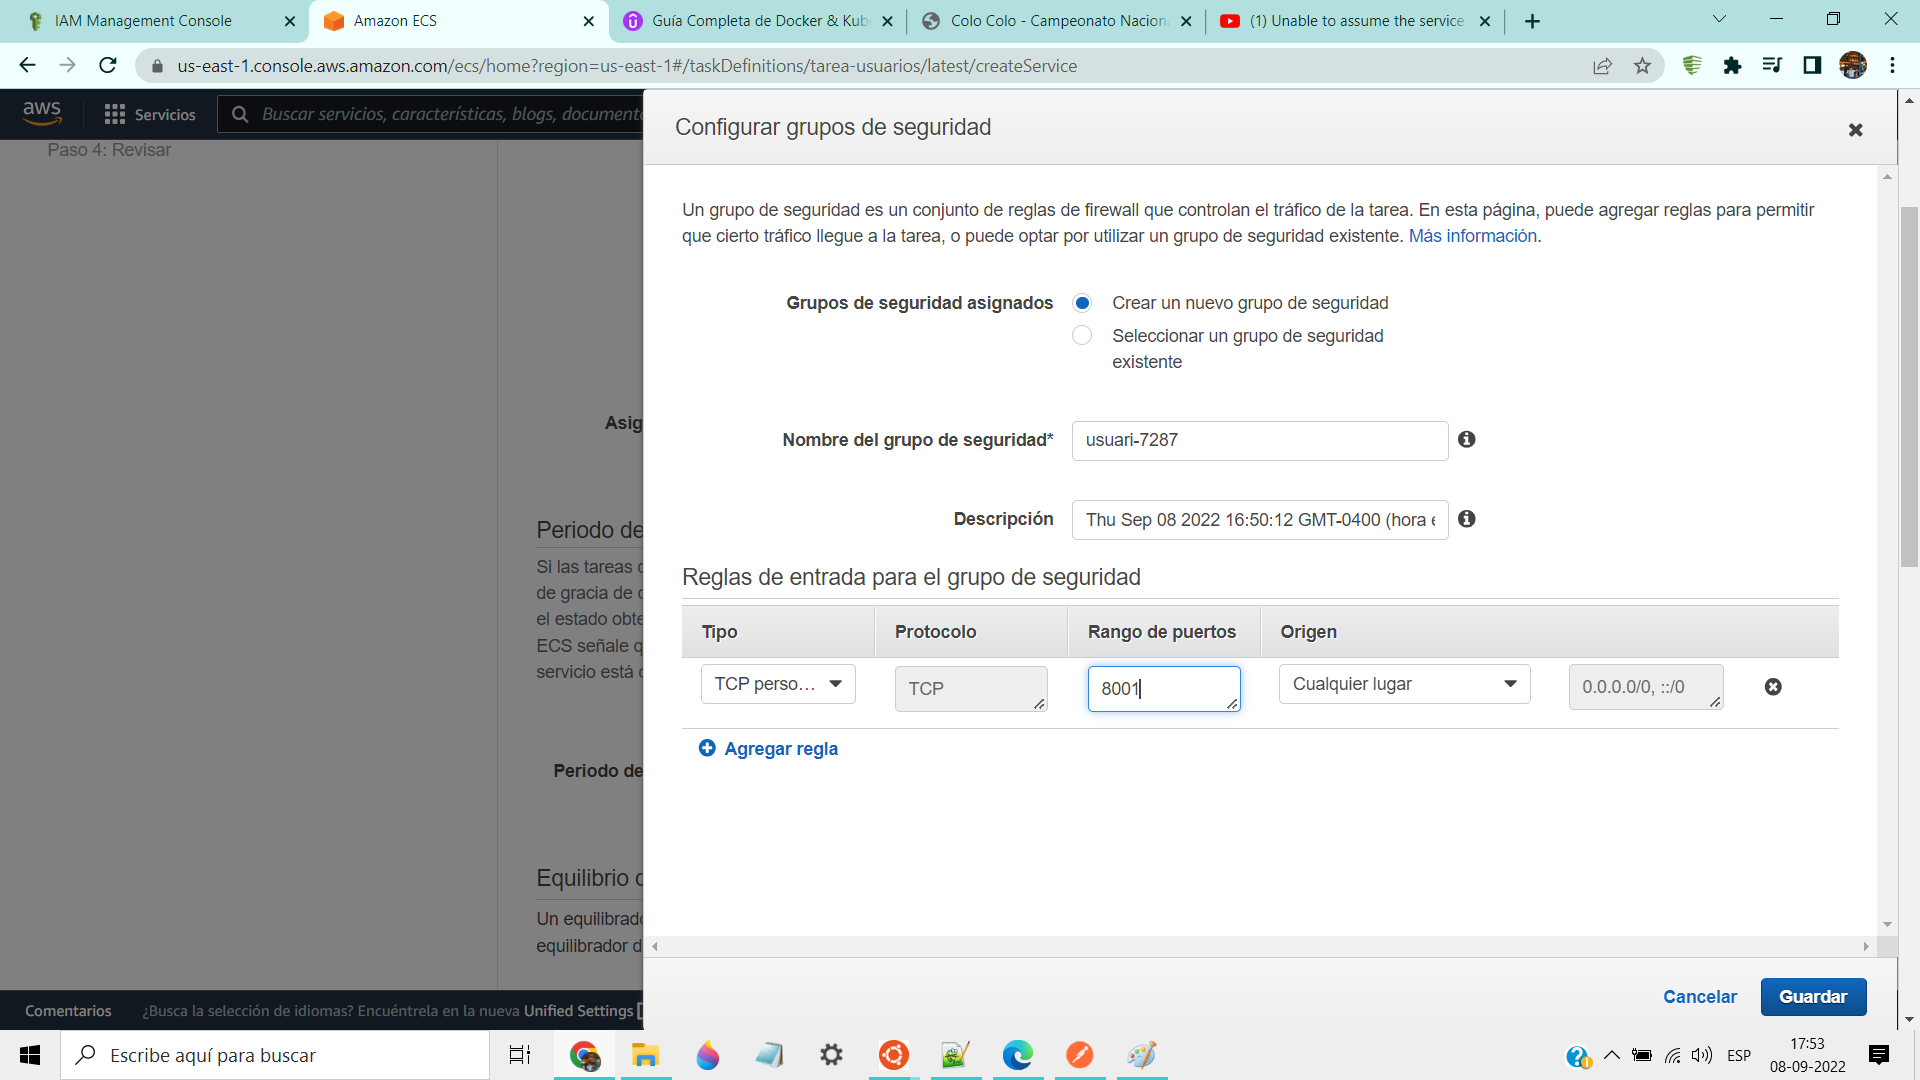 IAM Management Console
Amazon ECS
Guía Completa de Docker & Kub
Colo Colo - Campeonato Nacion
(1) Unable to assume the service
us-east-1.console.aws.amazon.com/ecs/home?region=us-east-1#/taskDefinitions/tarea-usuarios/latest/createService
aws
Servicios
Buscar servicios, características, blogs, document
Paso 4: Revisar
Asig
Periodo de
Si las tareas
de gracia de
el estado obte
ECS señale q
servicio está
Periodo de
Equilibrio
Un equilibrado
equilibrador d
Configurar grupos de seguridad
Un grupo de seguridad es un conjunto de reglas de firewall que controlan el tráfico de la tarea. En esta página, puede agregar reglas para permitir
que cierto tráfico llegue a la tarea, o puede optar por utilizar un grupo de seguridad existente. Más información.
Grupos de seguridad asignados
Crear un nuevo grupo de seguridad
Seleccionar un grupo de seguridad
existente
Nombre del grupo de seguridad*
usuari-7287
Descripción
Thu Sep 08 2022 16:50:12 GMT-0400 (hora e
Reglas de entrada para el grupo de seguridad
Tipo Protocolo Rango de puertos Origen
TCP perso... TCP 8001 Cualquier lugar 0.0.0.0/0, ::/0
Agregar regla
Cancelar
Guardar
Comentarios
¿Busca la selección de idiomas? Encuéntrela en la nueva Unified Settings
Escribe aquí para buscar
ESP
17:53
08-09-2022